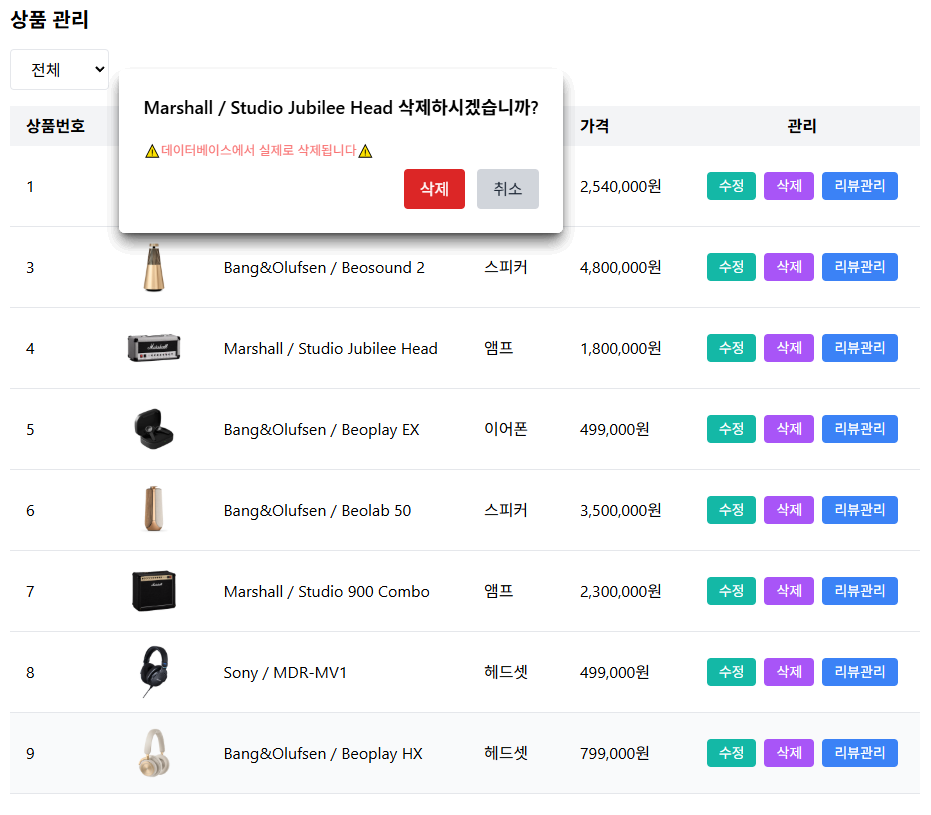 상품 관리
전체
Marshall / Studio Jubilee Head 삭제하시겠습니까?
⚠데이터베이스에서 실제로 삭제됩니다⚠
삭제 취소
상품번호 가격 관리
1 2,540,000원 수정 삭제 리뷰관리
3 Bang&Olufsen / Beosound 2 스피커 4,800,000원 수정 삭제 리뷰관리
4 Marshall Marshall / Studio Jubilee Head 앰프 1,800,000원 수정 삭제 리뷰관리
5 Bang&Olufsen / Beoplay EX 이어폰 499,000원 수정 삭제 리뷰관리
6 Bang&Olufsen / Beolab 50 스피커 3,500,000원 수정 삭제 리뷰관리
7 Marshall / Studio 900 Combo 앰프 2,300,000원 수정 삭제 리뷰관리
8 Sony / MDR-MV1 헤드셋 499,000원 수정 삭제 리뷰관리
9 Bang&Olufsen / Beoplay HX 헤드셋 799,000원 수정 삭제 리뷰관리